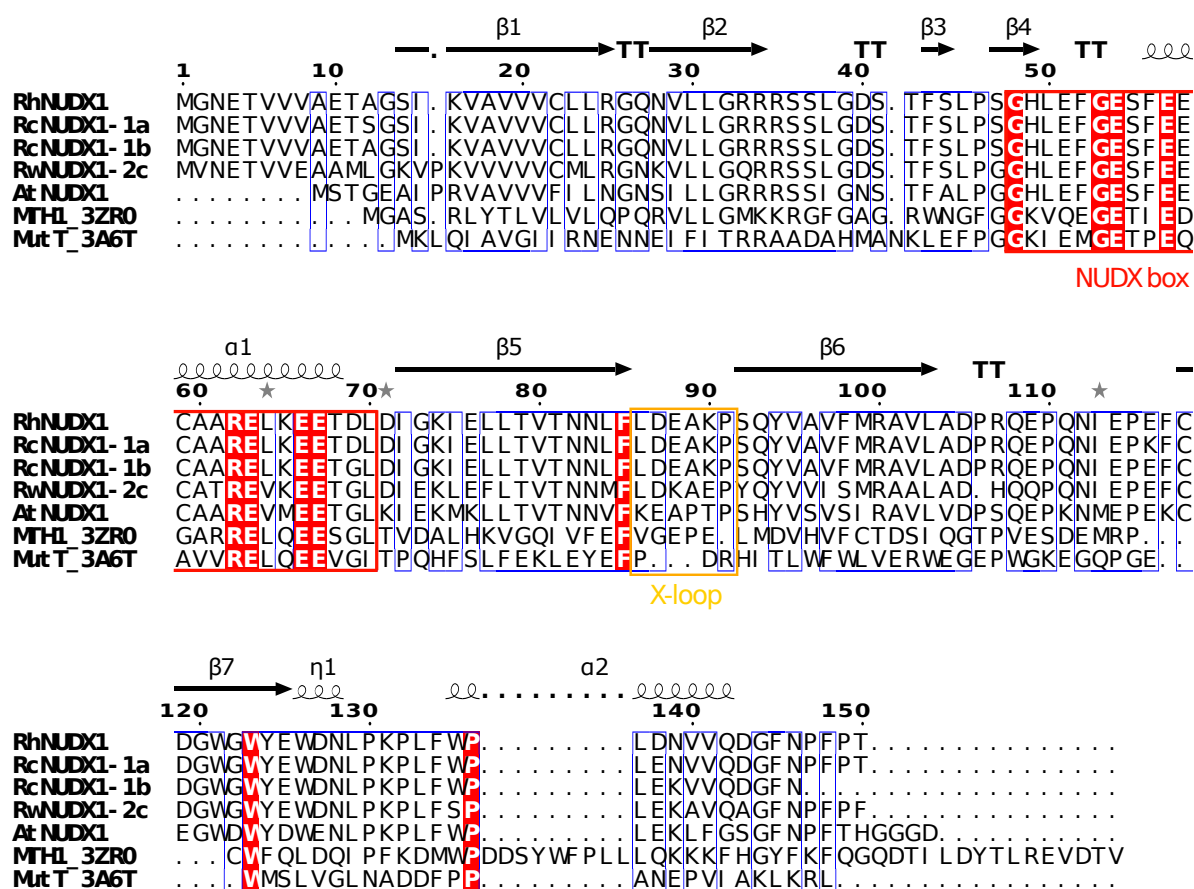 β1 β2 β3 β4
TT TT TT
1 10 20 30 40 50
RhNUDX1 MGNETVVVAETAGSI.KVAVVVCLLRGQNVLLGRRRSSLGDS.TFSLPSGHLEFGESFEE
RcNUDX1-1a MGNETVVVAETSGSI.KVAVVVCLLRGQNVLLGRRRSSLGDS.TFSLPSGHLEFGESFEE
RcNUDX1-1b MGNETVVVAETAGSI.KVAVVVCLLRGQNVLLGRRRSSLGDS.TFSLPSGHLEFGESFEE
RwNUDX1-2c MVNETVVEAAMLGKVPKVVVVVCMLRGNKVLLGQRRSSLGDS.TFSLPGGHLEFGESFEE
AtNUDX1 ........MSTGEAIPRVAVVVFILNGNSILLGRRRSSIGNS.TFALPGGHLEFGESFEE
MTH1_3ZR0 ...........MGAS.RLYTLVLVLQPQRVLLGMKKRGFGAG.RWNGFGGKVQEGETIED
MutT_3A6T .............MKLQIAVGIIRNENNEIFITRRAADAHMANKLEFPGGKIEMGETPEQ
NUDX box
α1 β5 β6
TT
60 ★ 70 ★ 80 90 100 110 ★
RhNUDX1 CAARELKEETDLDIGKIELLTVTNNLFLDEAKPSQYVAVFMRAVLADPRQEPQNIEPEFC
RcNUDX1-1a CAARELKEETDLDIGKIELLTVTNNLFLDEAKPSQYVAVFMRAVLADPRQEPQNIEPEFC
RcNUDX1-1b CAARELKEETGLDIGKIELLTVTNNLFLDEAKPSQYVAVFMRAVLADPRQEPQNIEPEFC
RwNUDX1-2c CATREVKEETGLDIEKLEFLTVTNNMFLDKAEPYQYVVISMRAALAD.HQQPQNIEPEFC
AtNUDX1 CAAREVMEETGLKIEKMKLLTVTNNVFKEAPTPSHYVSVSIRAVLVDPSQEPKNMEPEKC
MTH1_3ZR0 GARRELQEESGLTVDALHKVGQIVFEFVGEPE.LMDVHVFCTDSIQGTPVESDEMRP...
MutT_3A6T AVVRELQEEVGITPQHFSLFEKLEYEFP...DRHITLWFWLVERWEGEPWGKEGQPGE..
X-loop
β7 η1 α2
120 130 140 150
RhNUDX1 DGWGWYEWDNLPKPLFWP.........LDNVVQDGFNPFPT...............
RcNUDX1-1a DGWGWYEWDNLPKPLFWP.........LENVVQDGFNPFPT...............
RcNUDX1-1b DGWGWYEWDNLPKPLFWP.........LEKVVQDGFN...................
RwNUDX1-2c DGWGWYEWDNLPKPLFSP.........LEKAVQAGFNPFPF...............
AtNUDX1 EGWDWYDWENLPKPLFWP.........LEKLFGSGFNPFTHGGGD...........
MTH1_3ZR0 ...CWFQLDQIPFKDMWPDDSYWFPLLLQKKKFHGYFKFQGQDTILDYTLREVDTV
MutT_3A6T ....WMSLVGLNADDFPP.........ANEPVIAKLKRL.................